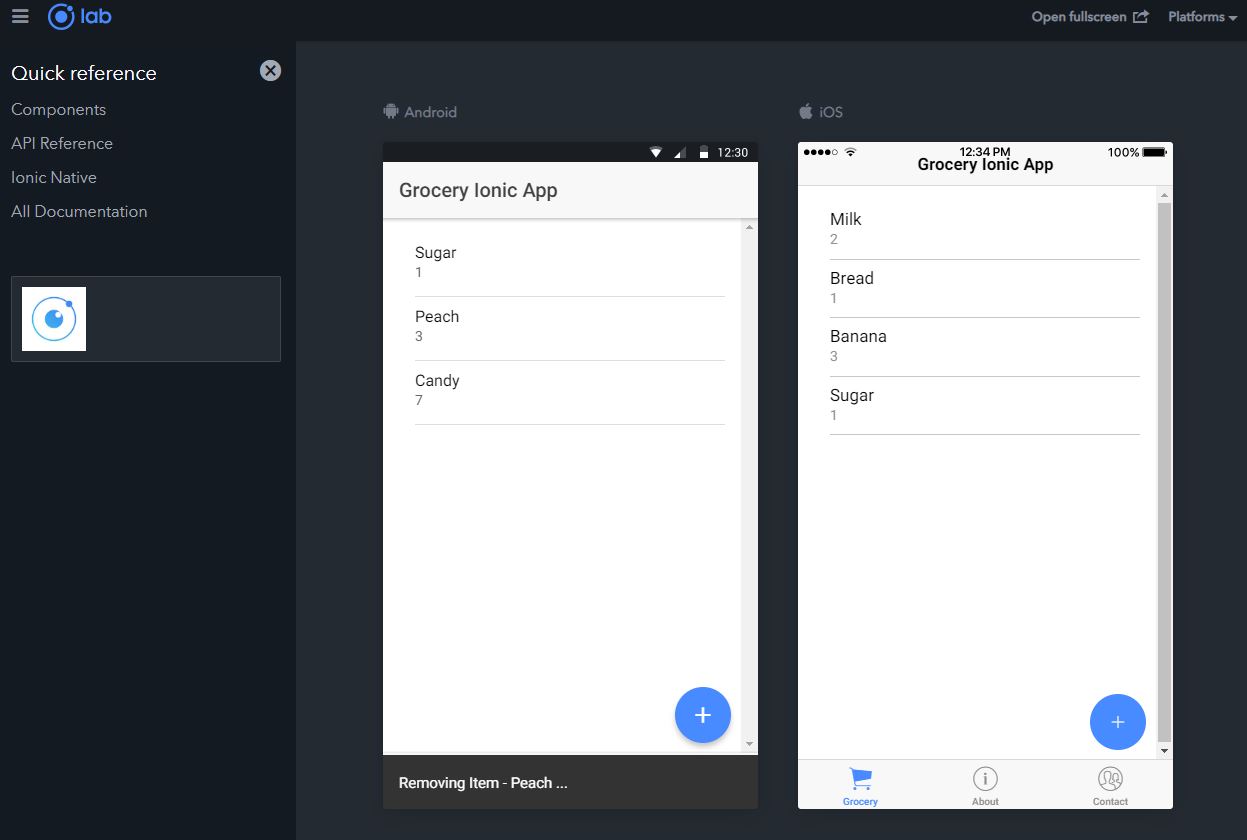 lab
Open fullscreen
Platforms
Quick reference
Components
API Reference
Ionic Native
All Documentation
Android
12:30
Grocery Ionic App
Sugar
1
Peach
3
Candy
7
+
Removing Item - Peach ...
iOS
12:34 PM
100%
Grocery Ionic App
Milk
2
Bread
1
Banana
3
Sugar
1
+
Grocery
About
Contact